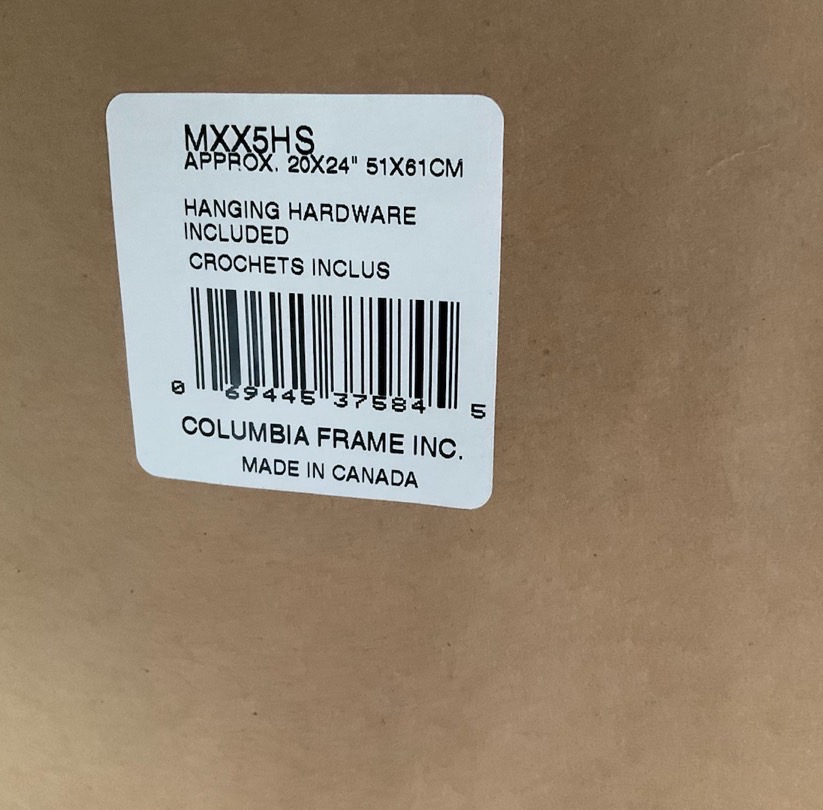 MXX5HS
APPROX. 20X24" 51X61CM
HANGING HARDWARE
INCLUDED
CROCHETS INCLUS
0 69445 37584 5
COLUMBIA FRAME INC.
MADE IN CANADA